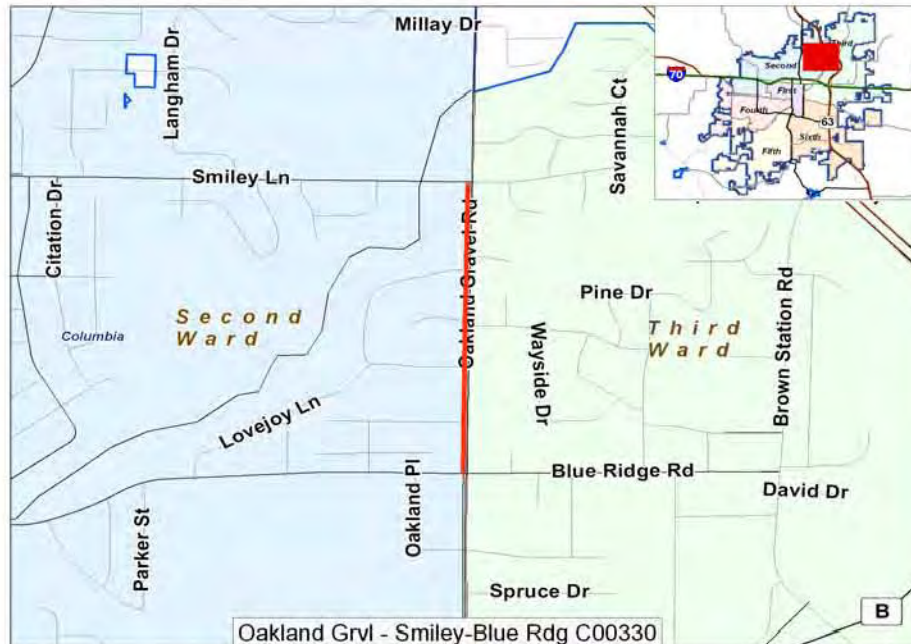 Millay Dr
Langham Dr
Savannah Ct
Smiley Ln
Citation Dr
Oakland Gravel Rd
Pine Dr
Brown Station Rd
Second
Ward
Third
Ward
Columbia
Wayside Dr
Lovejoy Ln
Oakland Pl
Blue Ridge Rd
David Dr
Parker St
Spruce Dr
B
Oakland Grvl - Smiley-Blue Rdg C00330
70
Second
Third
First
Fourth
63
Sixth
Fifth